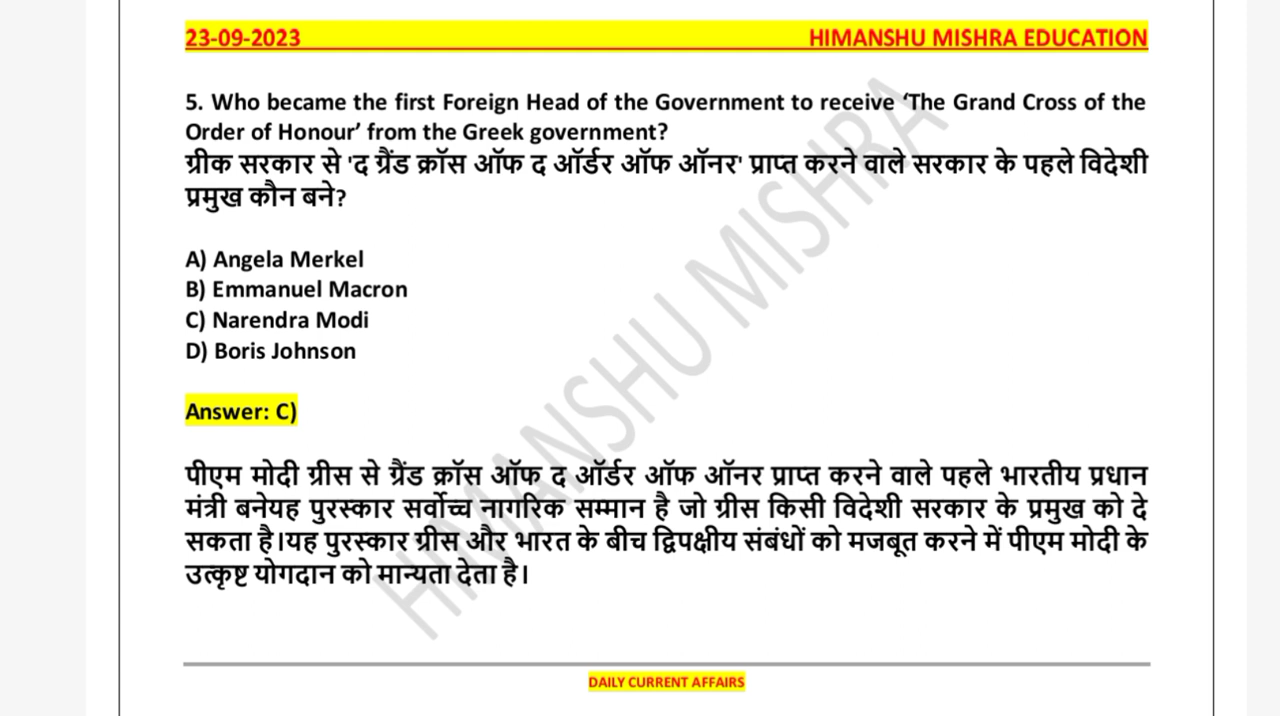 23-09-2023 HIMANSHU MISHRA EDUCATION
5. Who became the first Foreign Head of the Government to receive ‘The Grand Cross of the
Order of Honour’ from the Greek government?
ग्रीक सरकार से 'द ग्रैंड क्रॉस ऑफ द ऑर्डर ऑफ ऑनर' प्राप्त करने वाले सरकार के पहले विदेशी
प्रमुख कौन बने?
A) Angela Merkel
B) Emmanuel Macron
C) Narendra Modi
D) Boris Johnson
Answer: C)
पीएम मोदी ग्रीस से ग्रैंड क्रॉस ऑफ द ऑर्डर ऑफ ऑनर प्राप्त करने वाले पहले भारतीय प्रधान
मंत्री बनेयह पुरस्कार सर्वोच्च नागरिक सम्मान है जो ग्रीस किसी विदेशी सरकार के प्रमुख को दे
सकता है।यह पुरस्कार ग्रीस और भारत के बीच द्विपक्षीय संबंधों को मजबूत करने में पीएम मोदी के
उत्कृष्ट योगदान को मान्यता देता है।
HIMANSHU MISHRA
DAILY CURRENT AFFAIRS